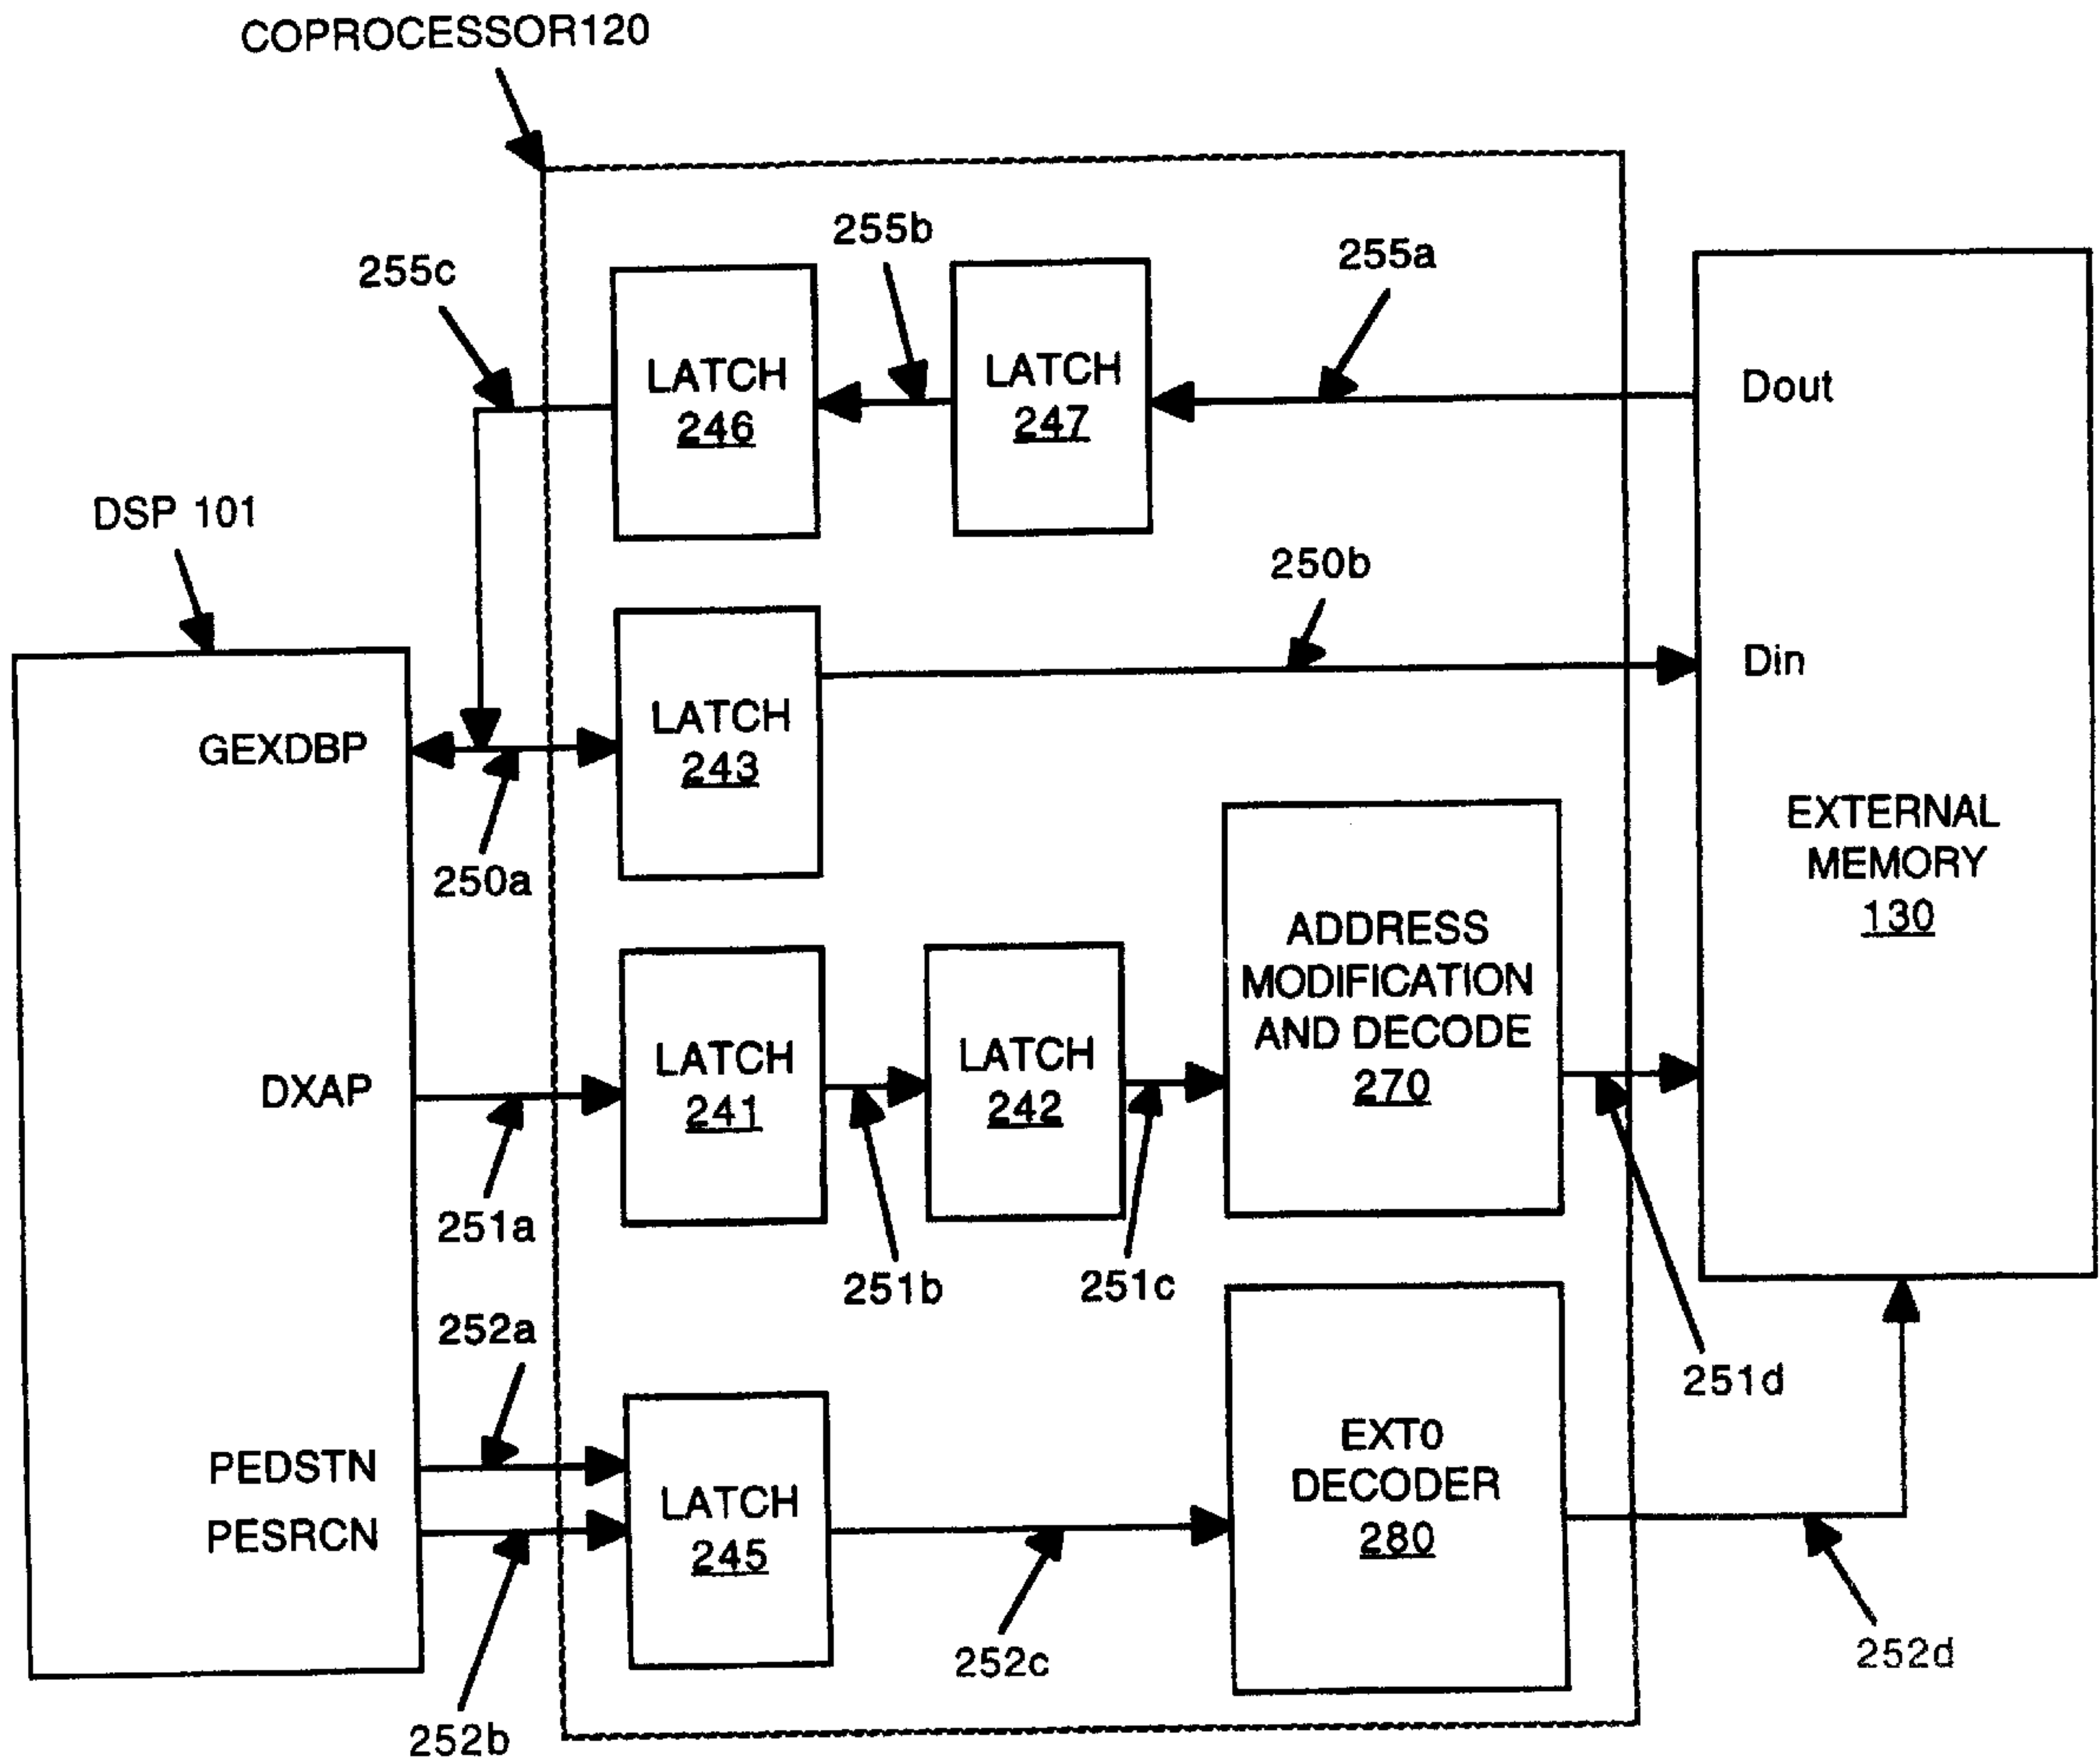 COPROCESSOR120
255b
255a
255c
LATCH
246
LATCH
247
Dout
DSP 101
250b
LATCH
243
Din
GEXDBP
250a
EXTERNAL
MEMORY
130
ADDRESS
MODIFICATION
AND DECODE
270
DXAP
LATCH
241
LATCH
242
251a
251b
251c
252a
251d
PEDSTN
PESRCN
LATCH
245
EXT0
DECODER
280
252b
252c
252d